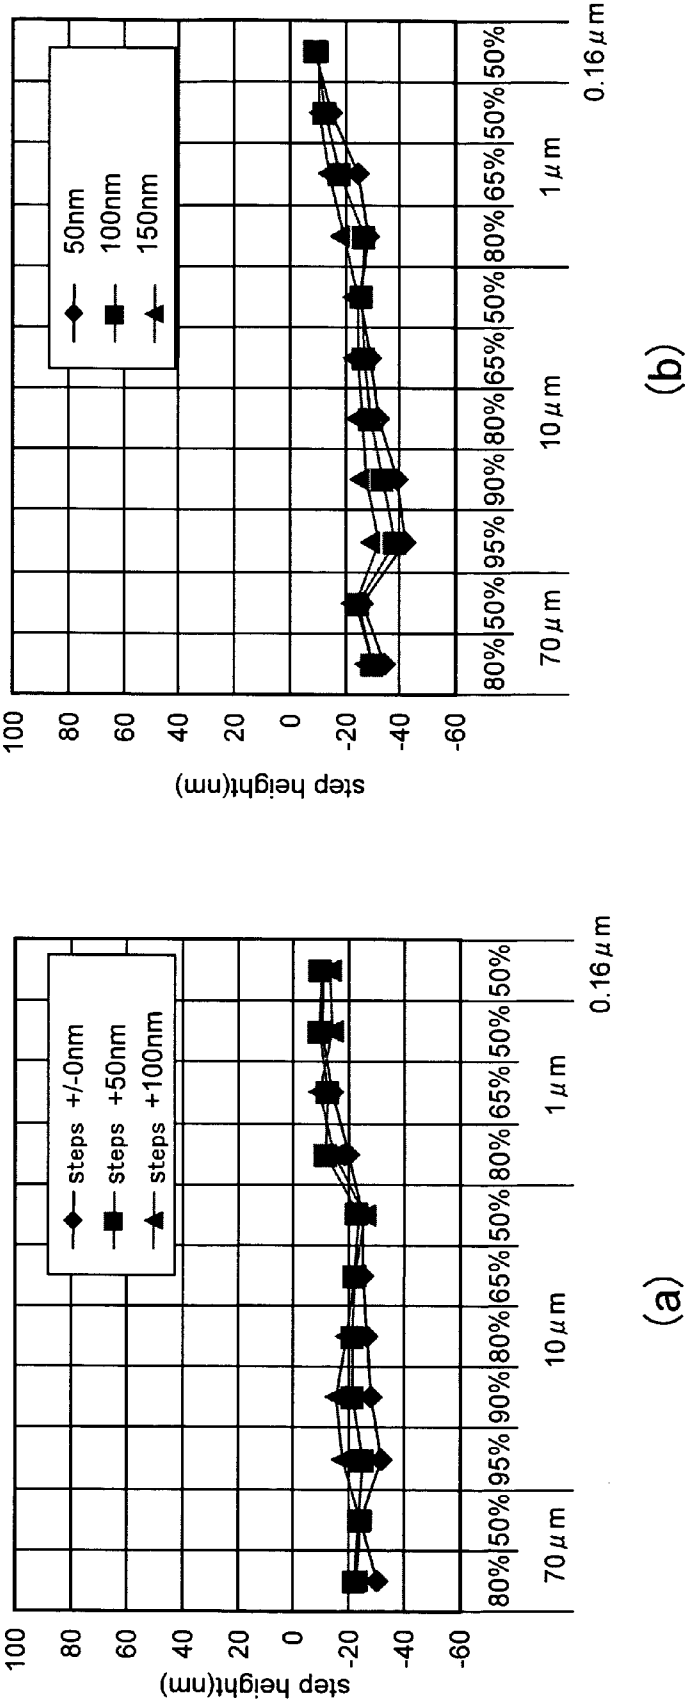 100
80
60
40
20
0
-20
-40
-60
step height(nm)
steps +/-0nm
steps +50nm
steps +100nm
80% 50% 95% 90% 80% 65% 50% 80% 65% 50% 50%
70μm 10μm 1μm 0.16μm
(a)
100
80
60
40
20
0
-20
-40
-60
step height(nm)
50nm
100nm
150nm
80% 50% 95% 90% 80% 65% 50% 80% 65% 50% 50%
70μm 10μm 1μm 0.16μm
(b)